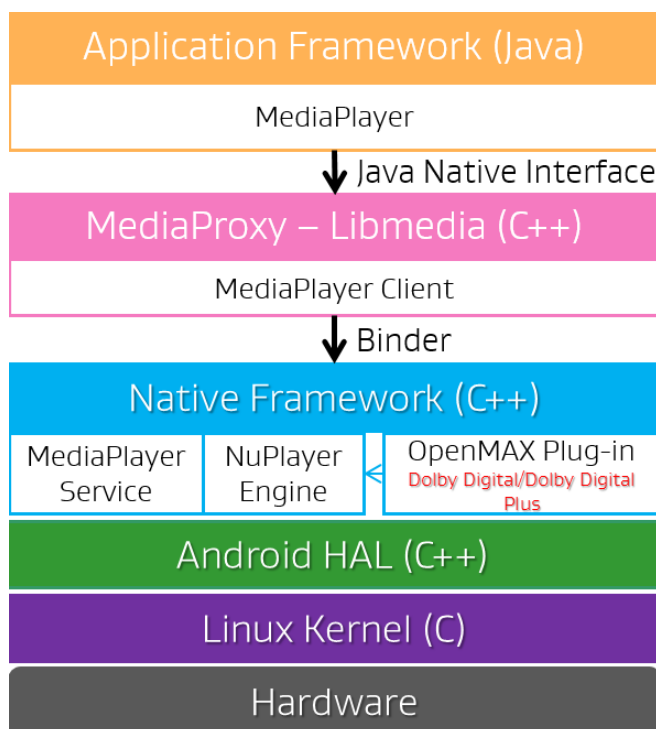 Application Framework (Java)
MediaPlayer
Java Native Interface
MediaProxy – Libmedia (C++)
MediaPlayer Client
Binder
Native Framework (C++)
MediaPlayer
Service
NuPlayer
Engine
OpenMAX Plug-in
Dolby Digital/Dolby Digital
Plus
Android HAL (C++)
Linux Kernel (C)
Hardware